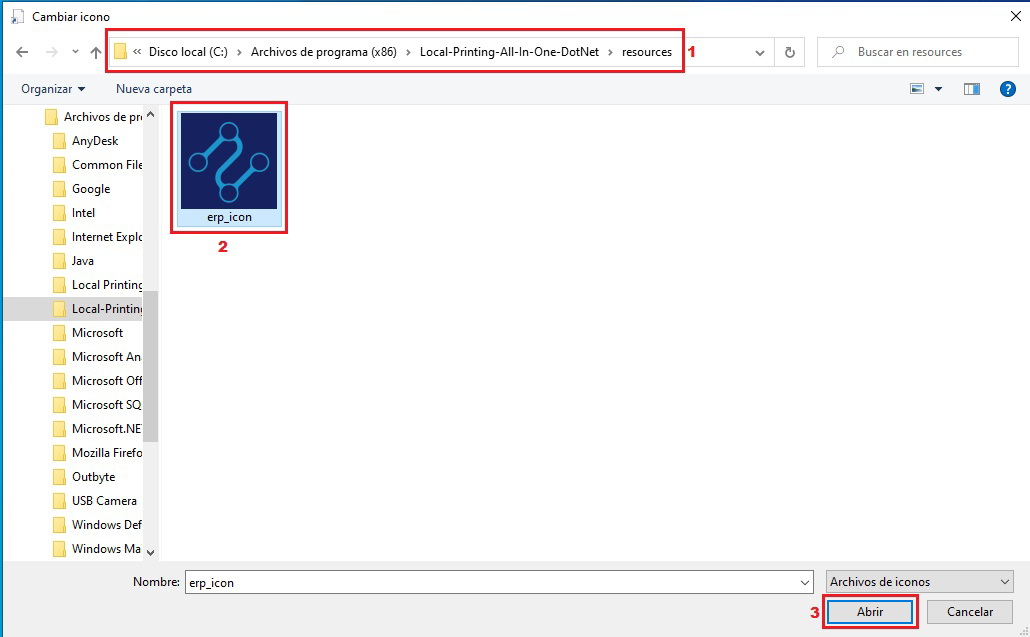 Cambiar icono
« Disco local (C:) › Archivos de programa (x86) › Local-Printing-All-In-One-DotNet › resources
1
Buscar en resources
Organizar
Nueva carpeta
?
Archivos de pr
AnyDesk
Common File
Google
Intel
Internet Explo
Java
Local Printing
Local-Printing
Microsoft
Microsoft An
Microsoft Off
Microsoft SQ
Microsoft.NE
Mozilla Firefo
Outbyte
USB Camera
Windows Def
Windows Ma
erp_icon
2
Nombre: erp_icon
Archivos de iconos
3
Abrir
Cancelar